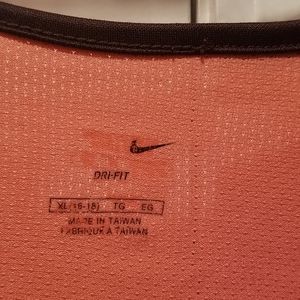 DRI-FIT
XL(16-18) TG EG
MADE IN TAIWAN
FABRIQUÉ A TAIWAN